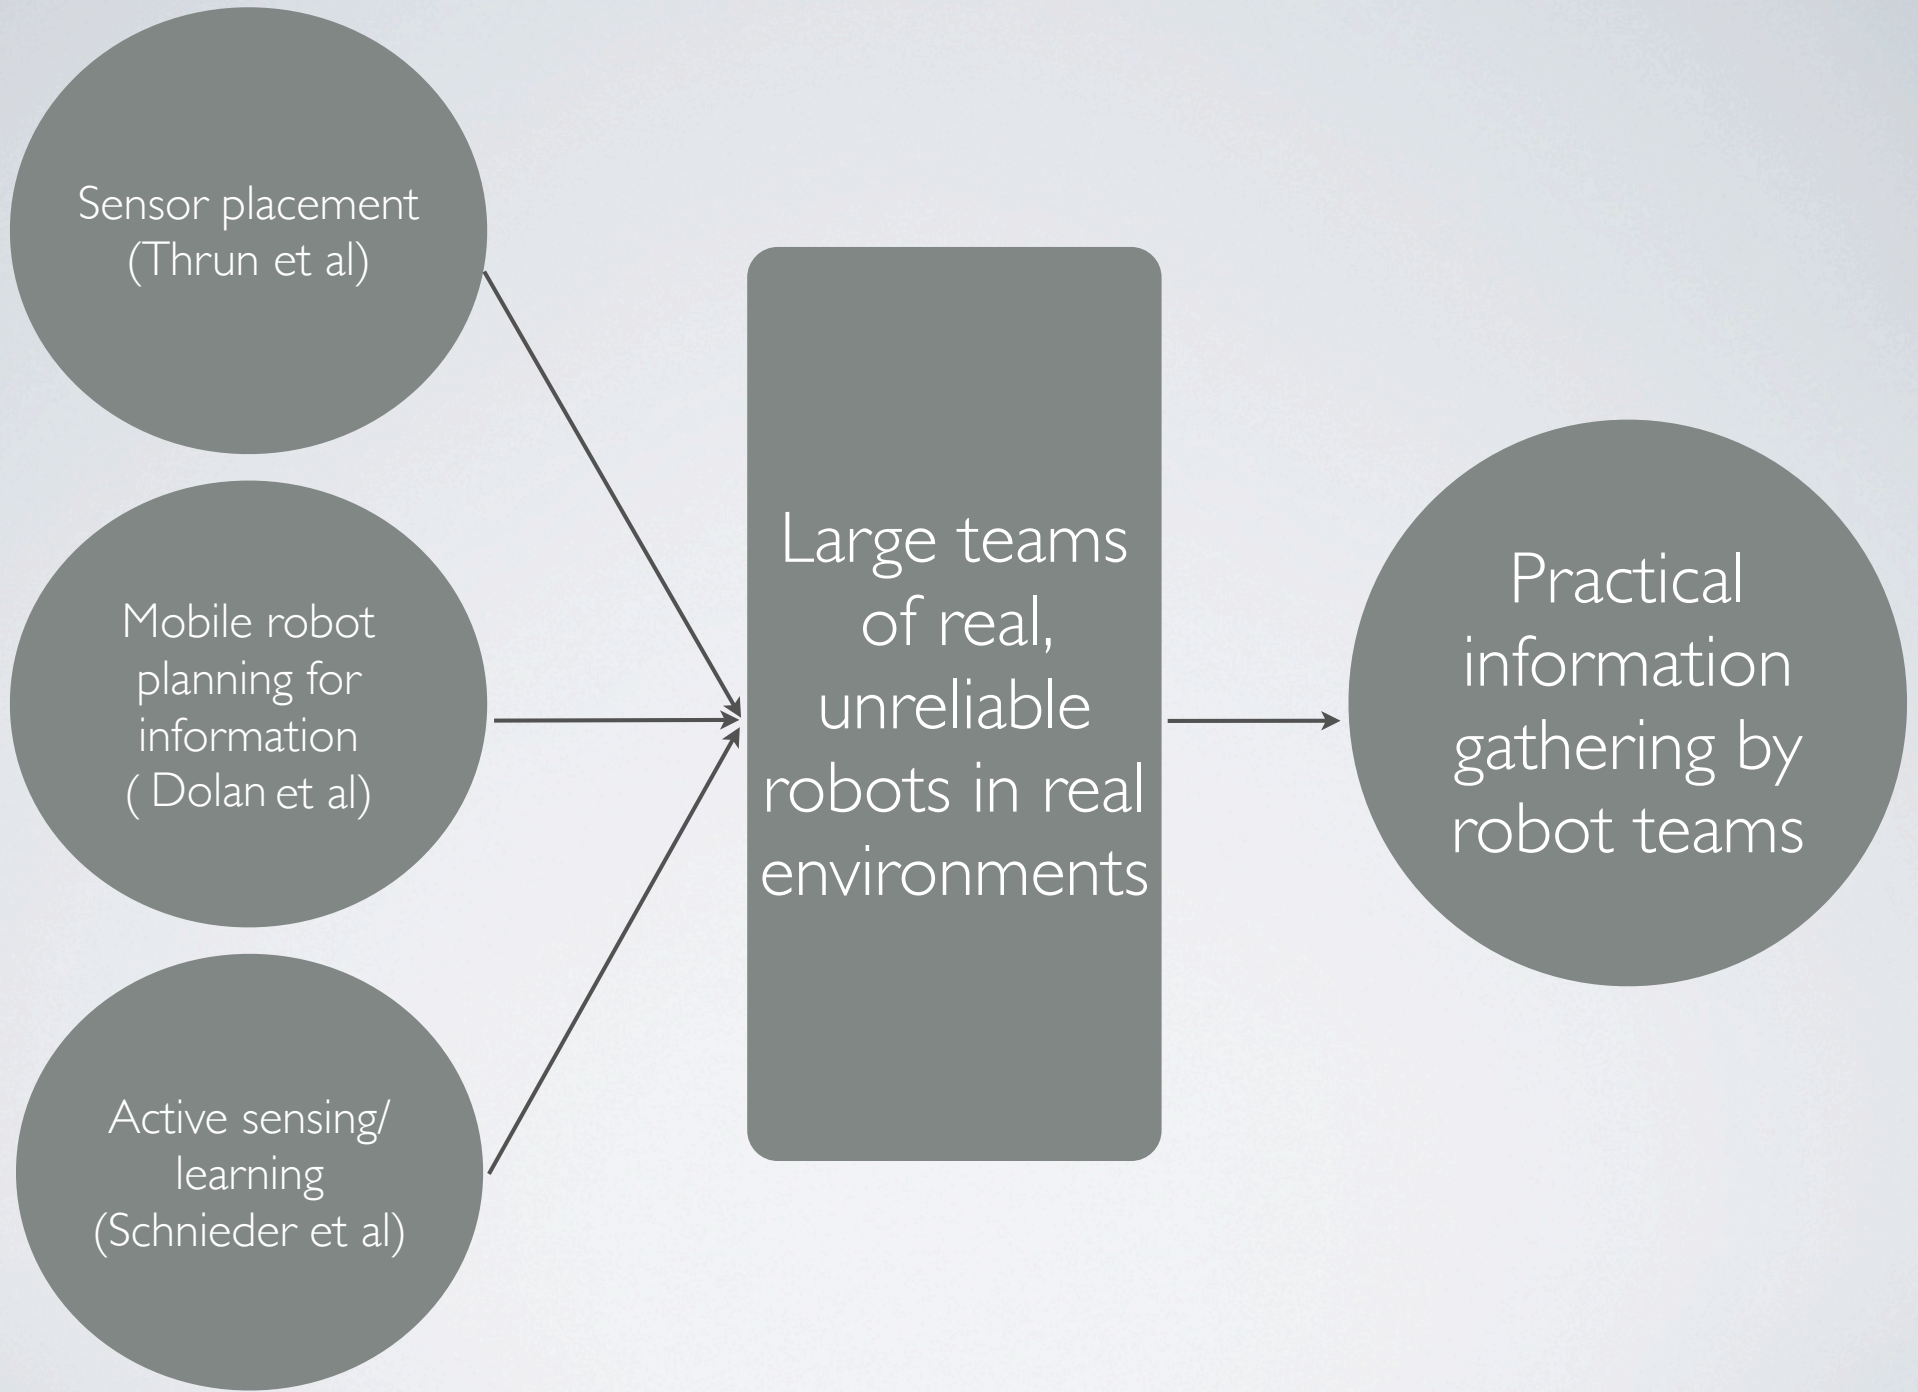 Sensor placement
(Thrun et al)
Mobile robot
planning for
information
( Dolan et al)
Active sensing/
learning
(Schnieder et al)
Large teams
of real,
unreliable
robots in real
environments
Practical
information
gathering by
robot teams